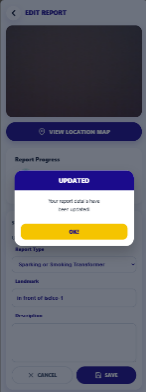 EDIT REPORT
VIEW LOCATION MAP
Report Progress
UPDATED
Your report data's have
been updated.
OK!
Report Type
Sparking or Smoking Transformer
Landmark
in front of ledco 1
Description
CANCEL
SAVE